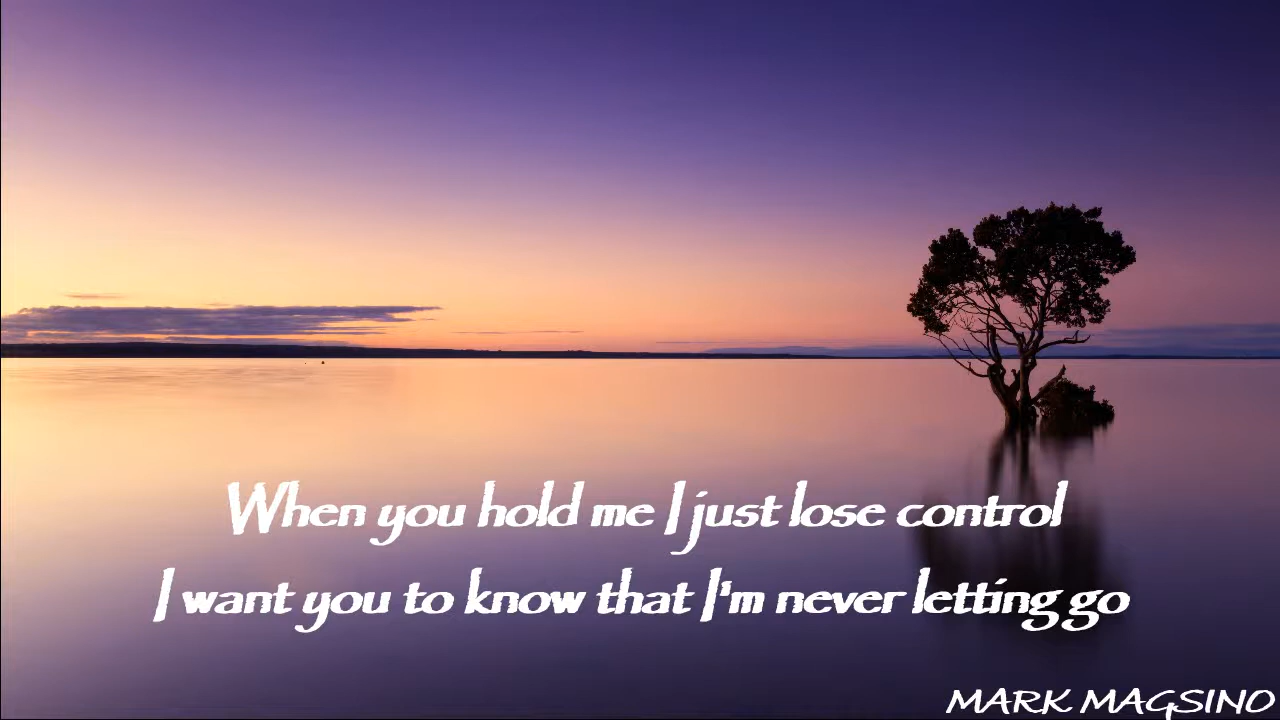 When you hold me I just lose control
I want you to know that I'm never letting go
MARK MAGSINO